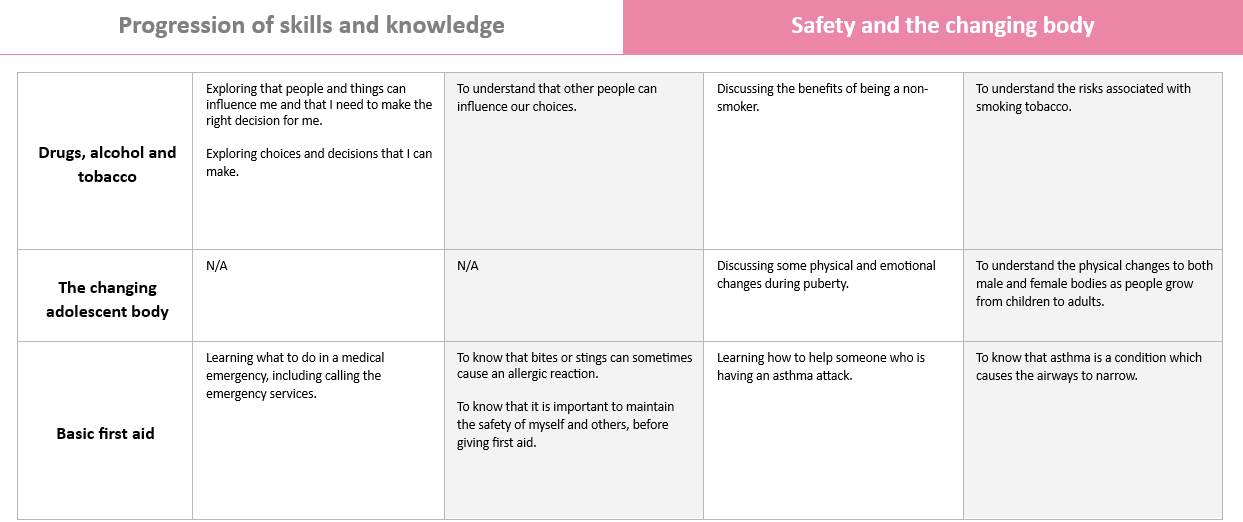 Progression of skills and knowledge
Safety and the changing body
Drugs, alcohol and
tobacco
Exploring that people and things can
influence me and that I need to make the
right decision for me.
Exploring choices and decisions that I can
make.
To understand that other people can
influence our choices.
Discussing the benefits of being a non-
smoker.
To understand the risks associated with
smoking tobacco.
The changing
adolescent body
N/A
N/A
Discussing some physical and emotional
changes during puberty.
To understand the physical changes to both
male and female bodies as people grow
from children to adults.
Basic first aid
Learning what to do in a medical
emergency, including calling the
emergency services.
To know that bites or stings can sometimes
cause an allergic reaction.
To know that it is important to maintain
the safety of myself and others, before
giving first aid.
Learning how to help someone who is
having an asthma attack.
To know that asthma is a condition which
causes the airways to narrow.